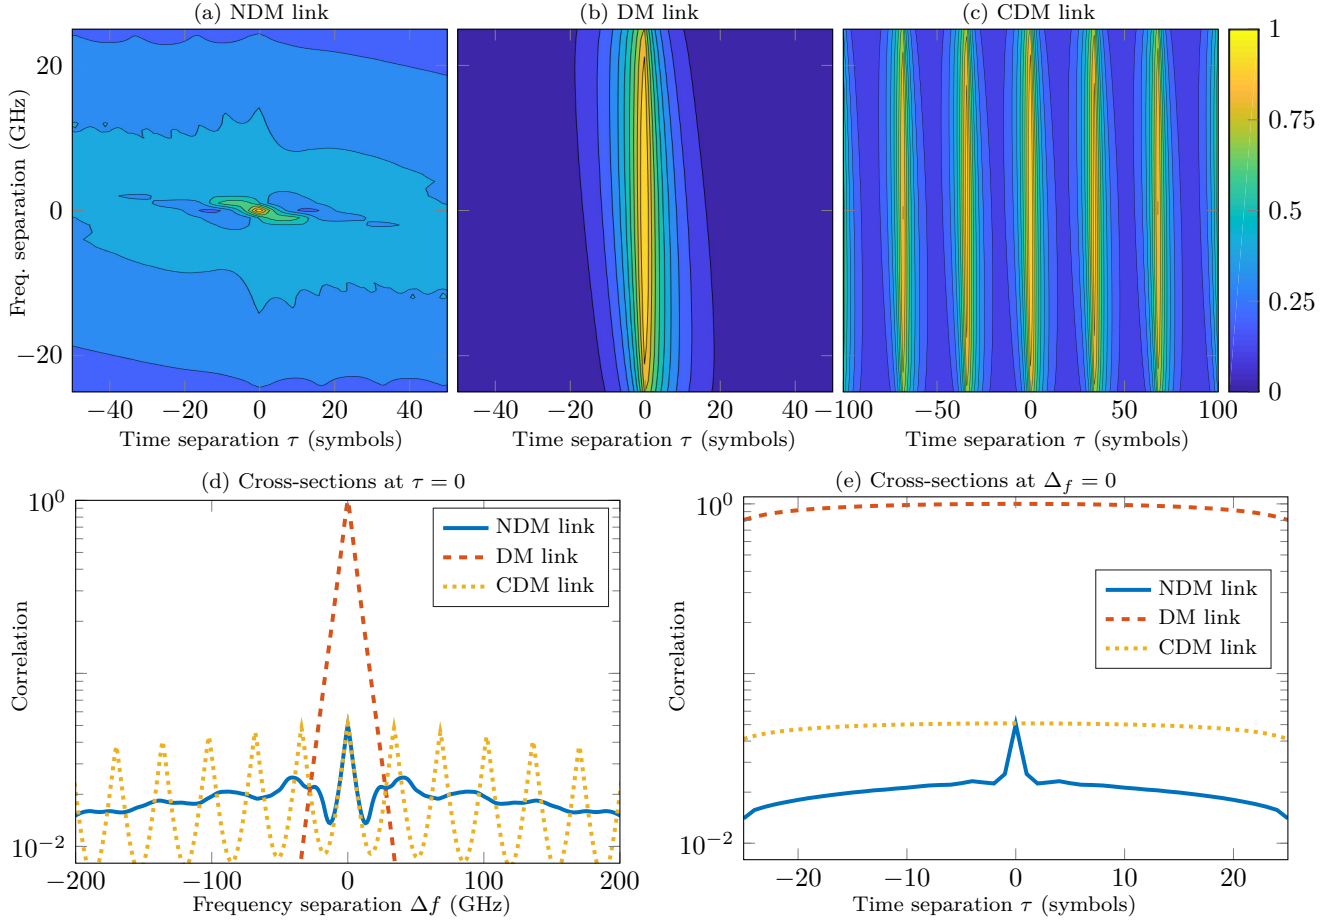 (a) NDM link
(b) DM link
(c) CDM link
Freq. separation (GHz)
20
0
−20
−40
−20
0
20
40
Time separation τ (symbols)
−40
−20
0
20
40
Time separation τ (symbols)
−100
−50
0
50
100
Time separation τ (symbols)
1
0.75
0.5
0.25
0
(d) Cross-sections at τ = 0
Correlation
10^0
10^−2
NDM link
DM link
CDM link
−200
−100
0
100
200
Frequency separation Δf (GHz)
(e) Cross-sections at Δ_f = 0
Correlation
10^0
10^−2
NDM link
DM link
CDM link
−20
−10
0
10
20
Time separation τ (symbols)